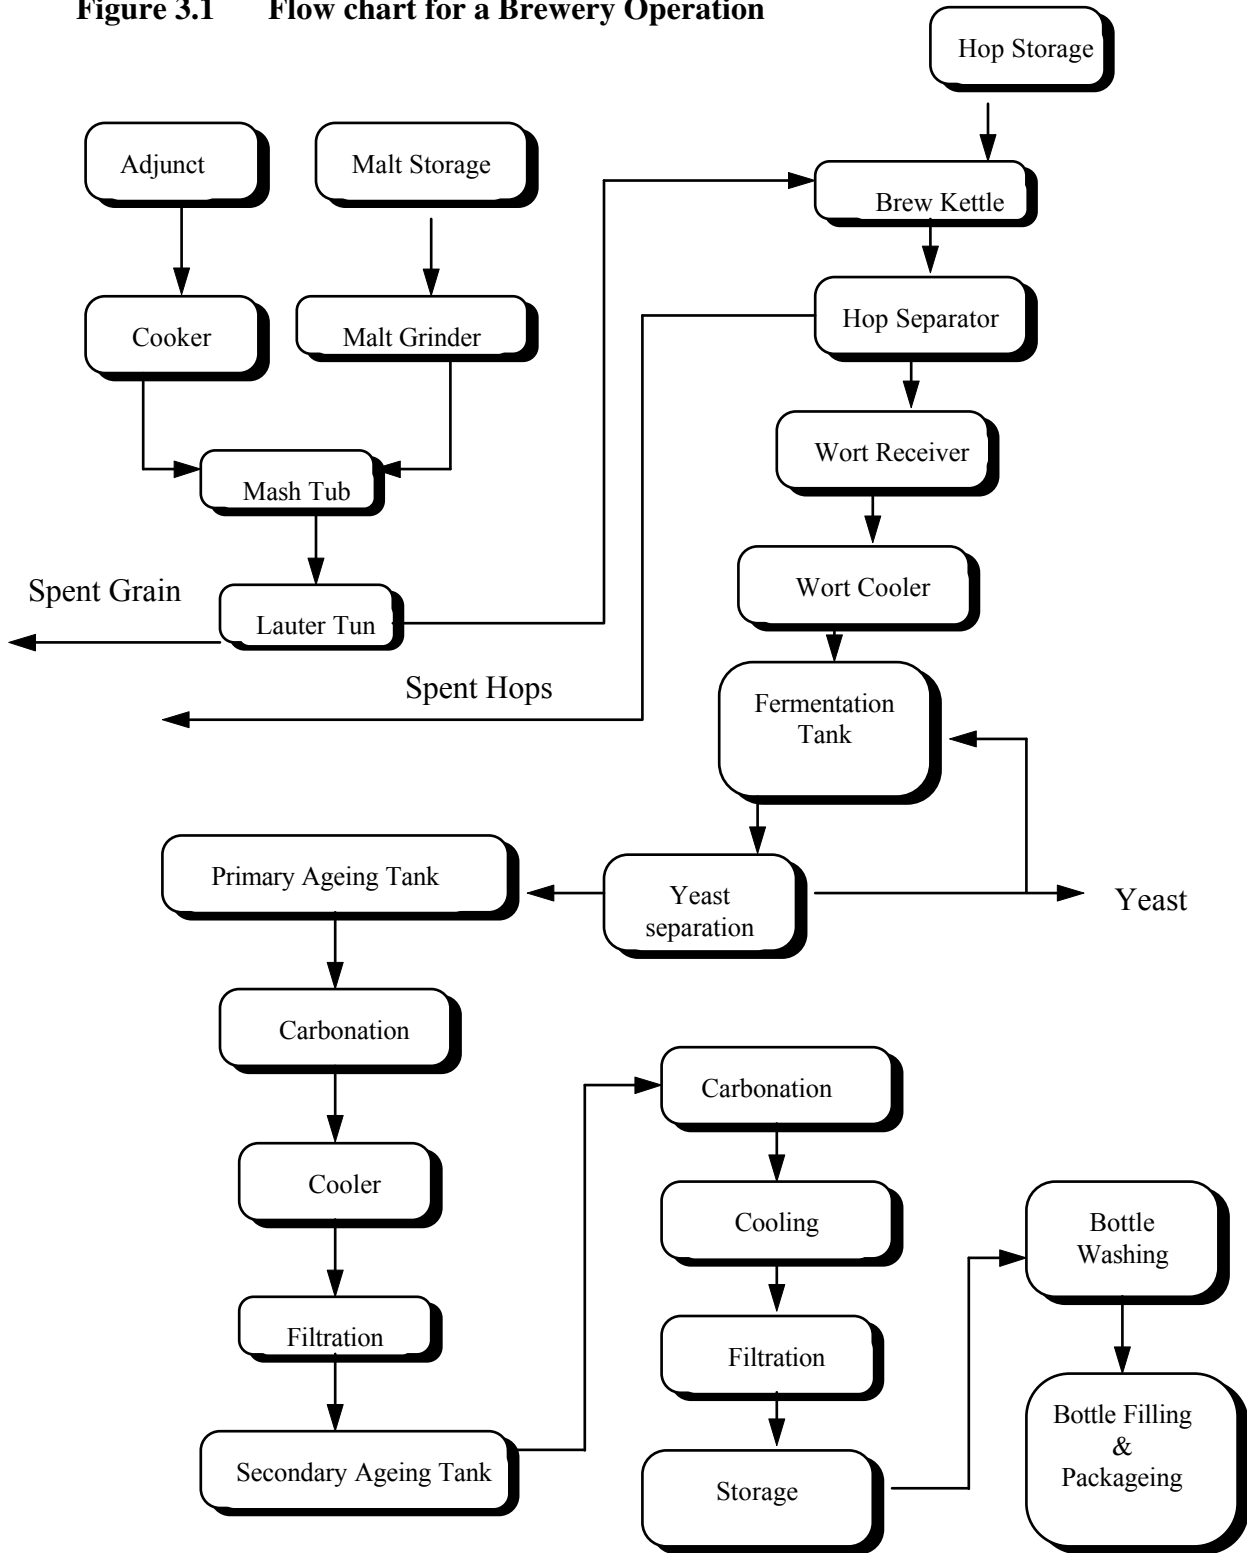 Figure 3.1 Flow chart for a Brewery Operation
Hop Storage
Adjunct
Malt Storage
Brew Kettle
Cooker
Malt Grinder
Hop Separator
Wort Receiver
Mash Tub
Wort Cooler
Spent Grain
Lauter Tun
Spent Hops
Fermentation
Tank
Primary Ageing Tank
Yeast
separation
Yeast
Carbonation
Carbonation
Cooler
Cooling
Bottle
Washing
Filtration
Filtration
Secondary Ageing Tank
Storage
Bottle Filling
&
Packageing